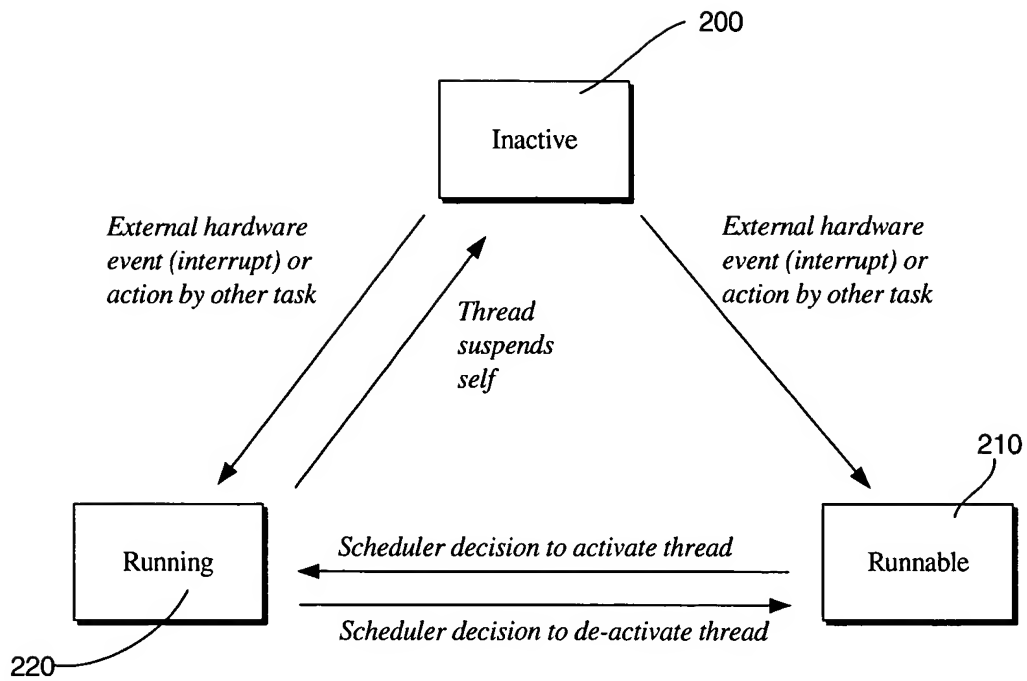 200
Inactive
External hardware
event (interrupt) or
action by other task
External hardware
event (interrupt) or
action by other task
Thread
suspends
self
210
Running
Scheduler decision to activate thread
Runnable
Scheduler decision to de-activate thread
220